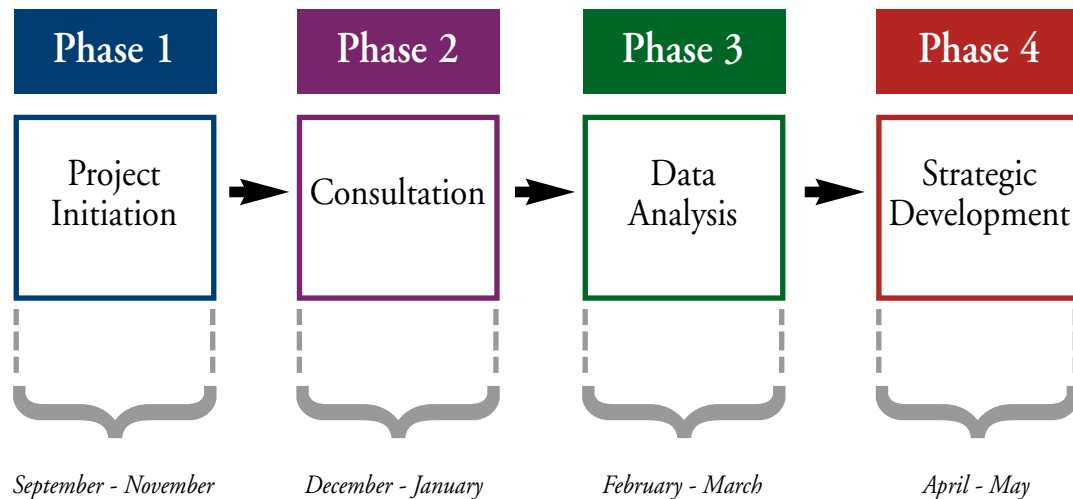 Phase 1
Phase 2
Phase 3
Phase 4
Project
Initiation
Consultation
Data
Analysis
Strategic
Development
September - November
December - January
February - March
April - May